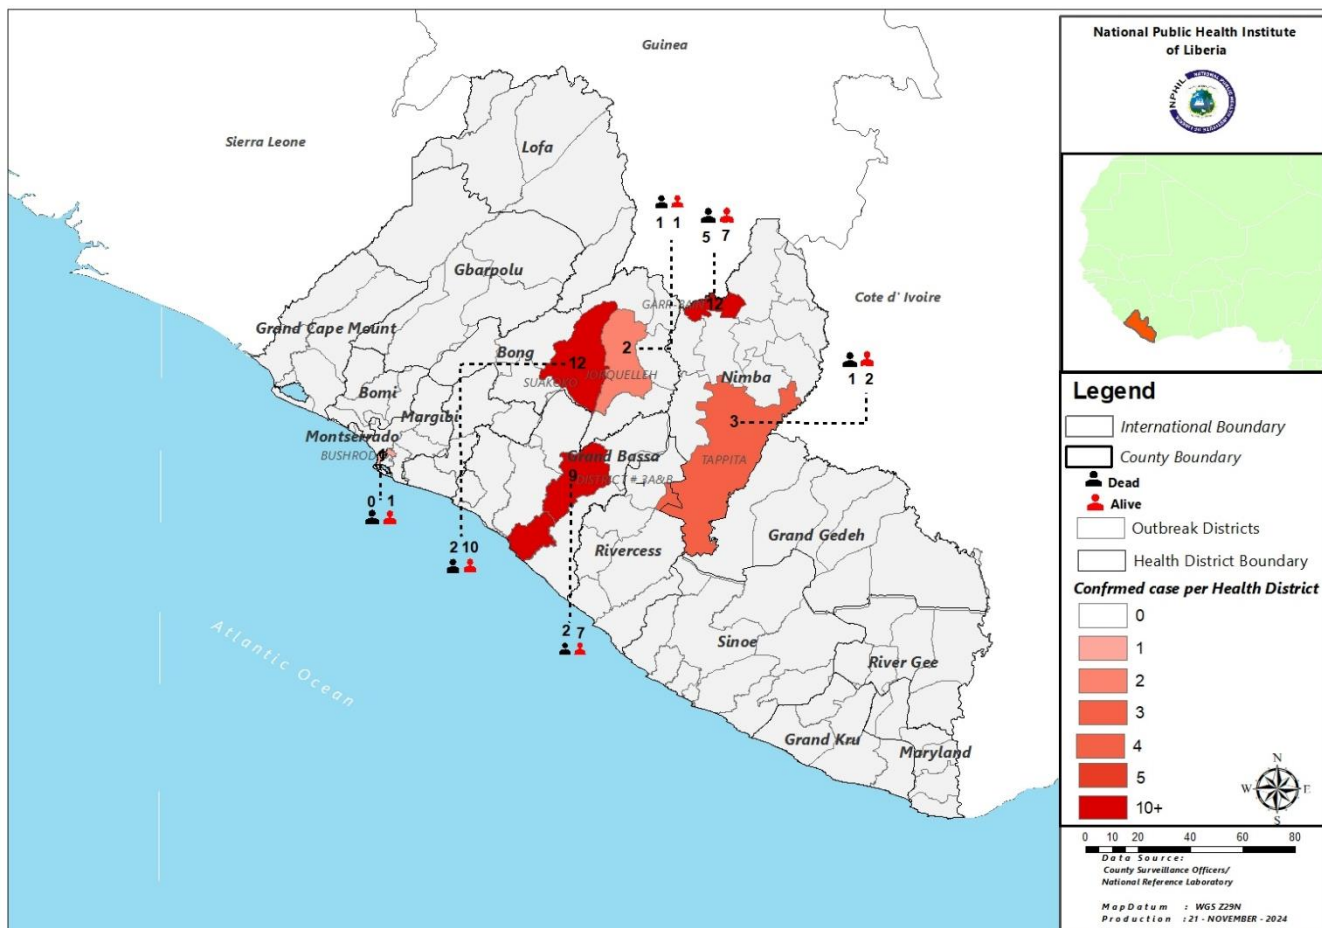 Guinea
Sierra Leone
Lofa
1 1
5 7
Gbarpolu
Cote d' Ivoire
Grand Cape Mount
12
Bong
12
2
SUAKOKO
JORQUELLEH
Nimba
1 2
Bomi
Margibi
3
Montserrado
Grand Bassa
TAPPITA
9
DISTRICT # 3A&B
0 1
Rivercess
Grand Gedeh
2 10
2 7
Sinoe
River Gee
Atlantic Ocean
Grand Kru
Maryland
National Public Health Institute
of Liberia
NPHIL
Legend
International Boundary
County Boundary
Dead
Alive
Outbreak Districts
Health District Boundary
Confrmed case per Health District
0
1
2
3
4
5
10+
N
W E
S
0 10 20 40 60 80
Data Source:
County Surveillance Officers/
National Reference Laboratory
MapDatum : WGS Z29N
Production : 21 - NOVEMBER - 2024